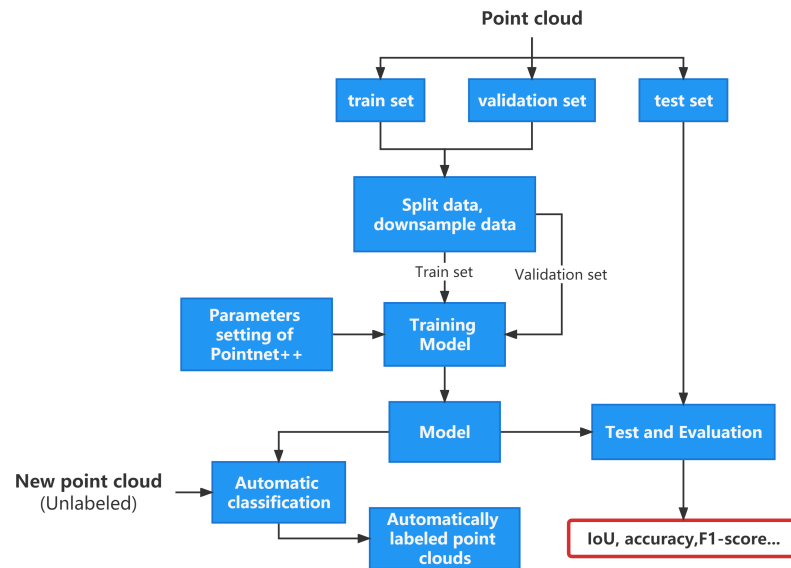 Point cloud
train set
validation set
test set
Split data,
downsample data
Train set
Validation set
Parameters
setting of
Pointnet++
Training
Model
Model
Test and Evaluation
New point cloud
(Unlabeled)
Automatic
classification
Automatically
labeled point
clouds
IoU, accuracy,F1-score...